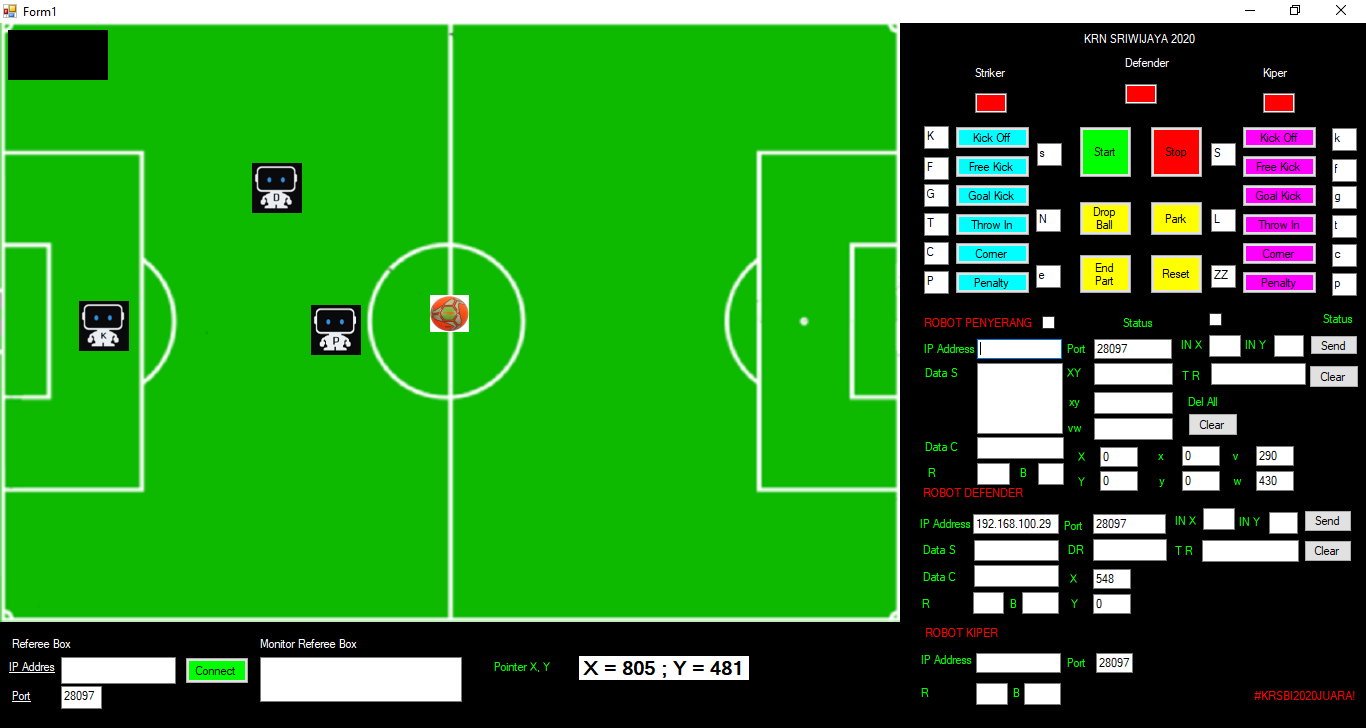 Form1
KRN SRIWIJAYA 2020
Striker
Defender
Kiper
K Kick Off s Start Stop S Kick Off k
F Free Kick Free Kick f
G Goal Kick Goal Kick g
T Throw In N Drop Ball Park L Throw In t
C Corner Corner c
P Penalty e End Part Reset ZZ Penalty p
D
K
P
ROBOT PENYERANG Status Status
IP Address Port 28097 IN X IN Y Send
Data S XY T R Clear
xy Del All
vw Clear
Data C
X 0 x 0 v 290
R B Y 0 y 0 w 430
ROBOT DEFENDER
IP Address 192.168.100.29 Port 28097 IN X IN Y Send
Data S DR T R Clear
Data C X 548
R B Y 0
ROBOT KIPER
IP Address Port 28097
R B #KRSBI2020JUARA!
Referee Box Monitor Referee Box
IP Addres Connect Pointer X, Y X = 805 ; Y = 481
Port 28097